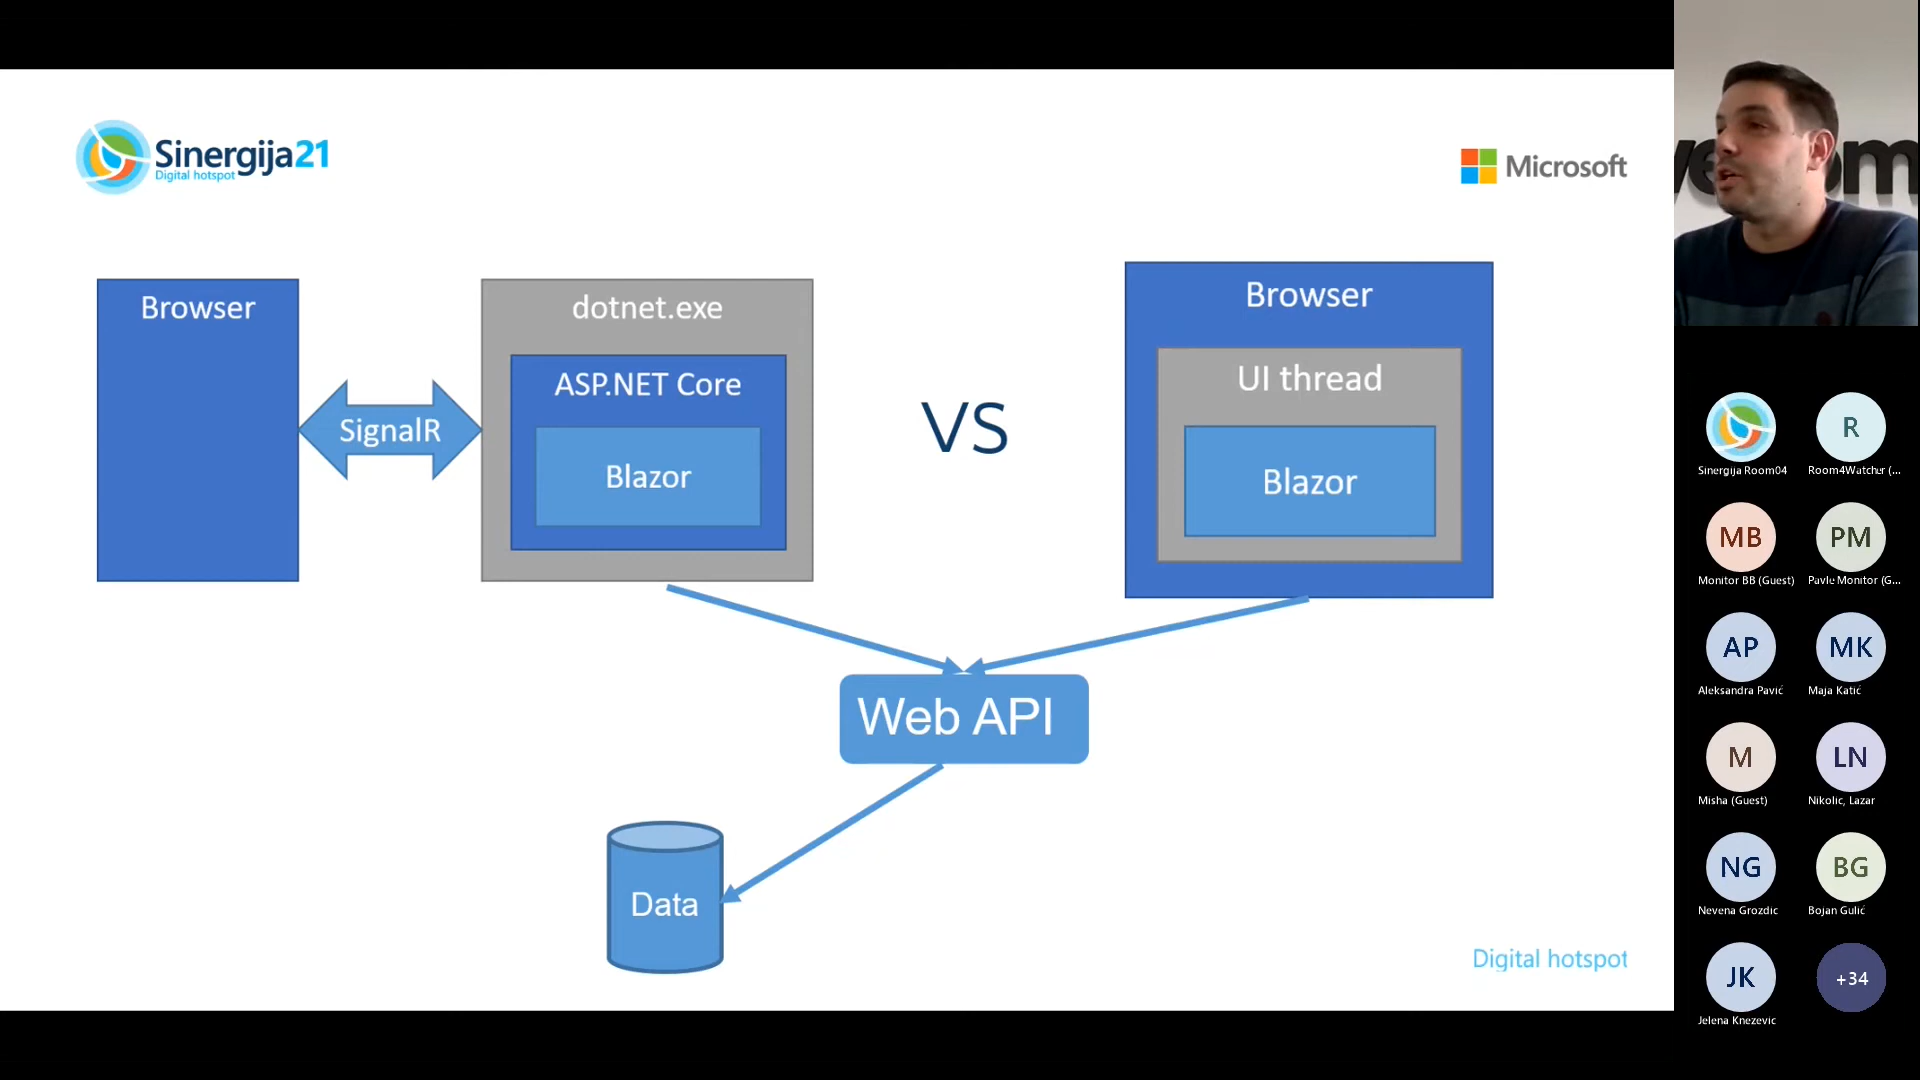 Sinergija21
Digital hotspot
Microsoft
Browser
SignalR
dotnet.exe
ASP.NET Core
Blazor
VS
Browser
UI thread
Blazor
Web API
Data
Digital hotspot
R
Sinergija Room04
Room4Watcher (...
MB
PM
Monitor BB (Guest)
Pavle Monitor (G...
AP
MK
Aleksandra Pavić
Maja Katić
M
LN
Misha (Guest)
Nikolic, Lazar
NG
BG
Nevena Grozdic
Bojan Gulić
JK
+34
Jelena Knezevic